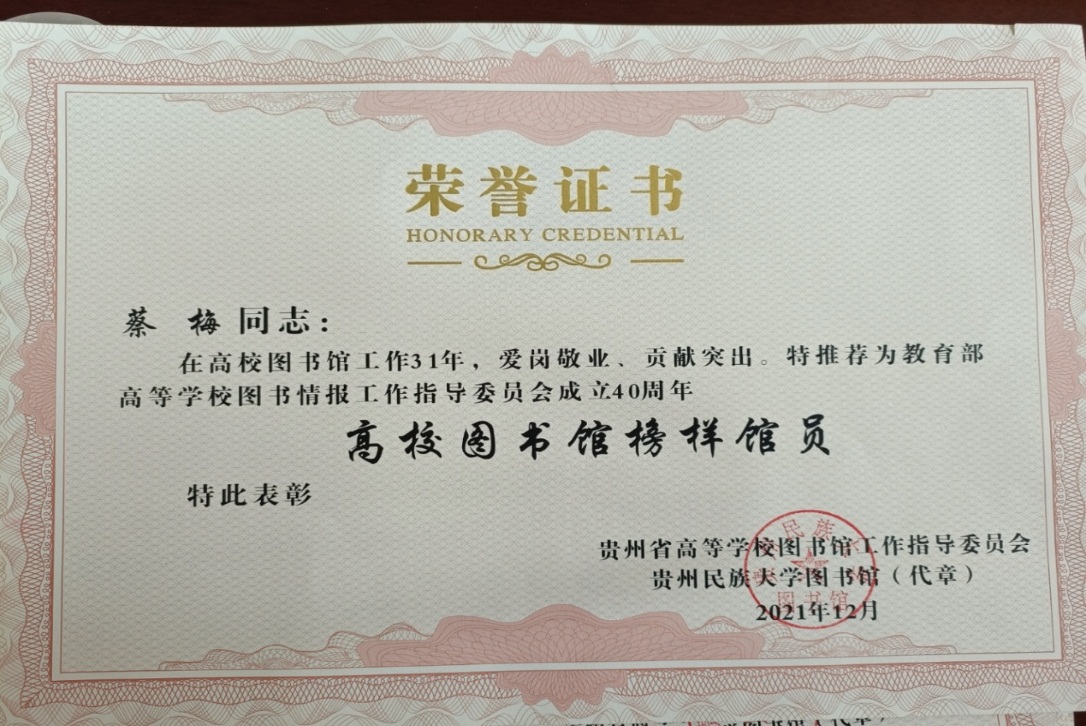 荣誉证书
HONORARY CREDENTIAL
蔡 梅 同志:
在高校图书馆工作31年，爱岗敬业、贡献突出。特推荐为教育部
高等学校图书情报工作指导委员会成立40周年
高校图书馆榜样馆员
特此表彰
贵州省高等学校图书馆工作指导委员会
贵州民族大学图书馆（代章）
2021年12月
图书馆